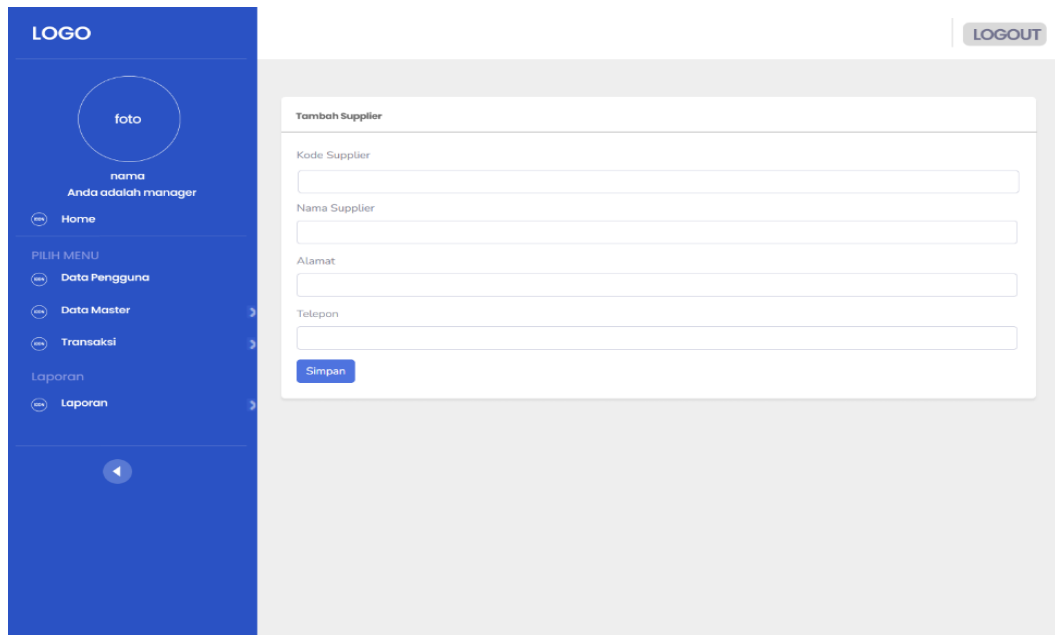 LOGO
LOGOUT
foto
nama
Anda adalah manager
Home
PILIH MENU
Data Pengguna
Data Master
Transaksi
Laporan
Laporan
Tambah Supplier
Kode Supplier
Nama Supplier
Alamat
Telepon
Simpan